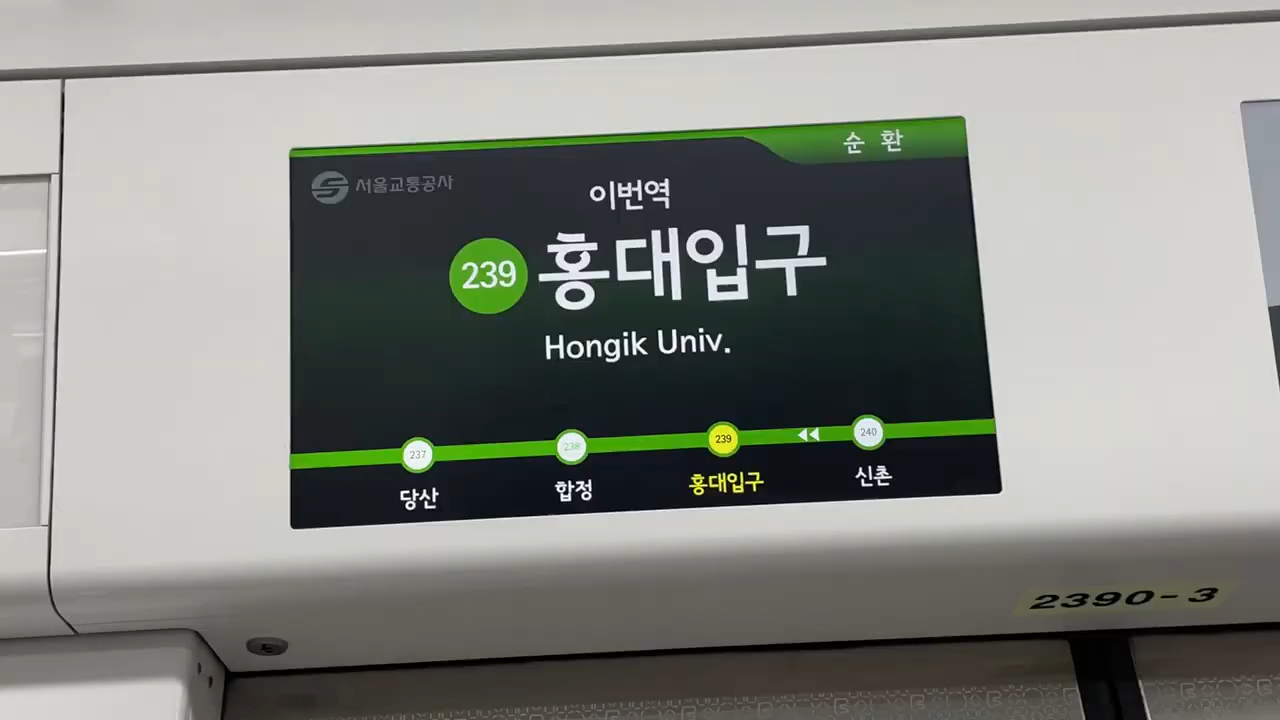 순 환
서울교통공사
이번역
239 홍대입구
Hongik Univ.
237 238 239 240
당산 합정 홍대입구 신촌
2390-3